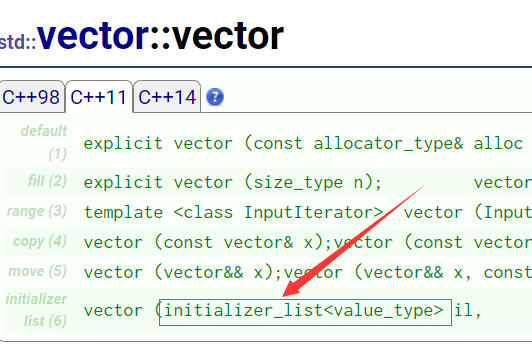 std::vector::vector
C++98 C++11 C++14 ?
default
(1) explicit vector (const allocator_type& alloc
fill (2) explicit vector (size_type n); vector
range (3) template <class InputIterator> vector (Inpu
copy (4) vector (const vector& x);vector (const vector
move (5) vector (vector&& x);vector (vector&& x, const
initializer
list (6) vector (initializer_list<value_type> il,